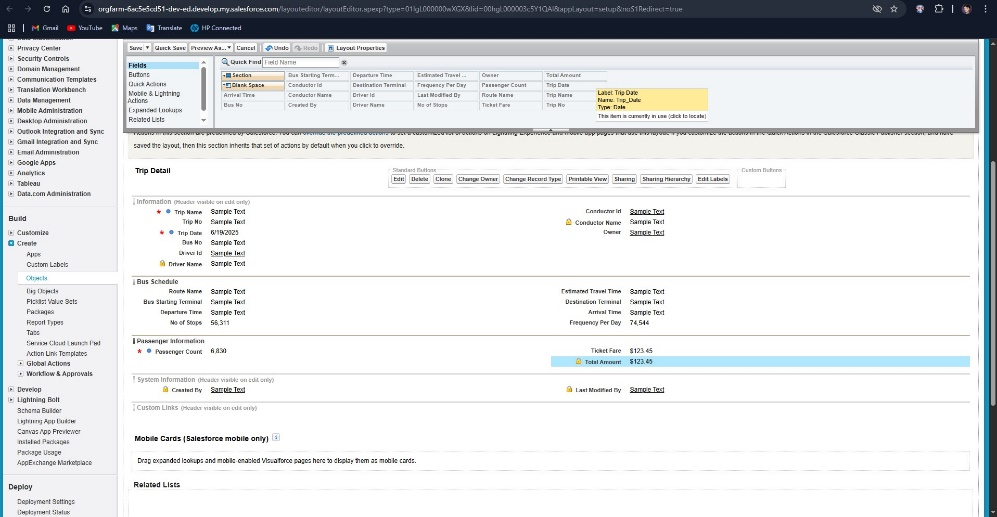 orgfarm-6ac5e5cd51-dev-ed.develop.my.salesforce.com/layouteditor/layoutEditor.apexp?type=01IgL000000wXGX&lid=00hgL000003c5Y1QAI&appLayout=setup&noS1Redirect=true
Gmail YouTube Maps Translate HP Connected
Privacy Center
Security Controls
Domain Management
Communication Templates
Translation Workbench
Data Management
Mobile Administration
Desktop Administration
Outlook Integration and Sync
Gmail Integration and Sync
Email Administration
Google Apps
Analytics
Tableau
Data.com Administration
Build
Customize
Create
Apps
Custom Labels
Objects
Big Objects
Picklist Value Sets
Packages
Report Types
Tabs
Service Cloud Launch Pad
Action Link Templates
Global Actions
Workflow & Approvals
Develop
Lightning Bolt
Schema Builder
Lightning App Builder
Canvas App Previewer
Installed Packages
Package Usage
AppExchange Marketplace
Deploy
Deployment Settings
Deployment Status
Save Quick Save Preview As... Cancel Undo Redo Layout Properties
Fields
Buttons
Quick Actions
Mobile & Lightning
Actions
Expanded Lookups
Related Lists
Quick Find Field Name
Section Bus Starting Term... Departure Time Estimated Travel ... Owner Total Amount
Blank Space Conductor Id Destination Terminal Frequency Per Day Passenger Count Trip Date
Arrival Time Conductor Name Driver Id Last Modified By Route Name Trip Name
Bus No Created By Driver Name No of Stops Ticket Fare Trip No
Label: Trip Date
Name: Trip_Date
Type: Date
This item is currently in use (click to locate)
saved the layout, then this section inherits that set of actions by default when you click to override.
Trip Detail
Standard Buttons
Edit Delete Clone Change Owner Change Record Type Printable View Sharing Sharing Hierarchy Edit Labels
Custom Buttons
Information (Header visible on edit only)
Trip Name Sample Text Conductor Id Sample Text
Trip No Sample Text Conductor Name Sample Text
Trip Date 6/19/2025 Owner Sample Text
Bus No Sample Text
Driver Id Sample Text
Driver Name Sample Text
Bus Schedule
Route Name Sample Text Estimated Travel Time Sample Text
Bus Starting Terminal Sample Text Destination Terminal Sample Text
Departure Time Sample Text Arrival Time Sample Text
No of Stops 56,311 Frequency Per Day 74,544
Passenger Information
Passenger Count 6,830 Ticket Fare $123.45
Total Amount $123.45
System Information (Header visible on edit only)
Created By Sample Text Last Modified By Sample Text
Custom Links (Header visible on edit only)
Mobile Cards (Salesforce mobile only)
Drag expanded lookups and mobile-enabled Visualforce pages here to display them as mobile cards.
Related Lists